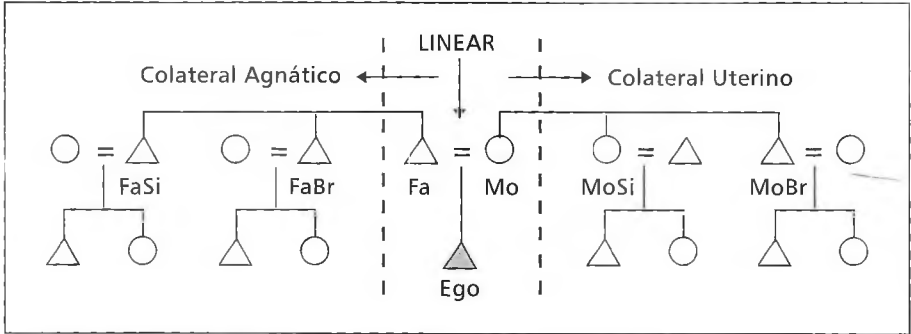 LINEAR
Colateral Agnático Colateral Uterino
= = = = =
FaSi FaBr Fa Mo MoSi MoBr
Ego